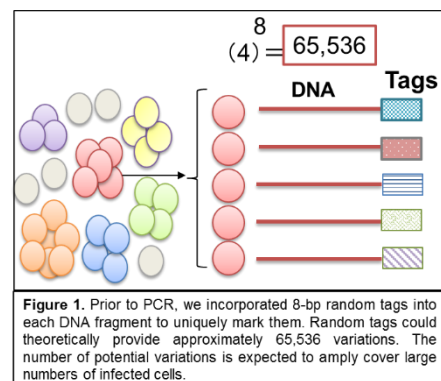 8
(4) = 65,536
DNA Tags
Figure 1. Prior to PCR, we incorporated 8-bp random tags into
each DNA fragment to uniquely mark them. Random tags could
theoretically provide approximately 65,536 variations. The
number of potential variations is expected to amply cover large
numbers of infected cells.